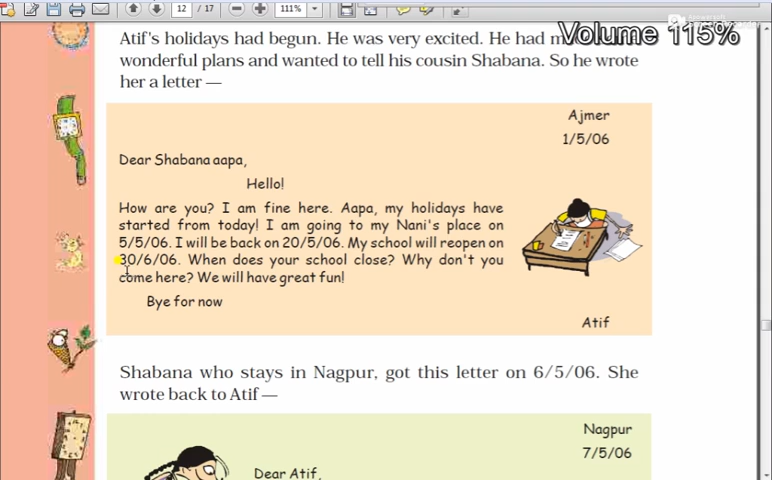 12 / 17
111%
Volume 115%
Atif's holidays had begun. He was very excited. He had m
wonderful plans and wanted to tell his cousin Shabana. So he wrote
her a letter —
Ajmer
1/5/06
Dear Shabana aapa,
Hello!
How are you? I am fine here. Aapa, my holidays have
started from today! I am going to my Nani's place on
5/5/06. I will be back on 20/5/06. My school will reopen on
30/6/06. When does your school close? Why don't you
come here? We will have great fun!
Bye for now
Atif
Shabana who stays in Nagpur, got this letter on 6/5/06. She
wrote back to Atif —
Nagpur
7/5/06
Dear Atif,